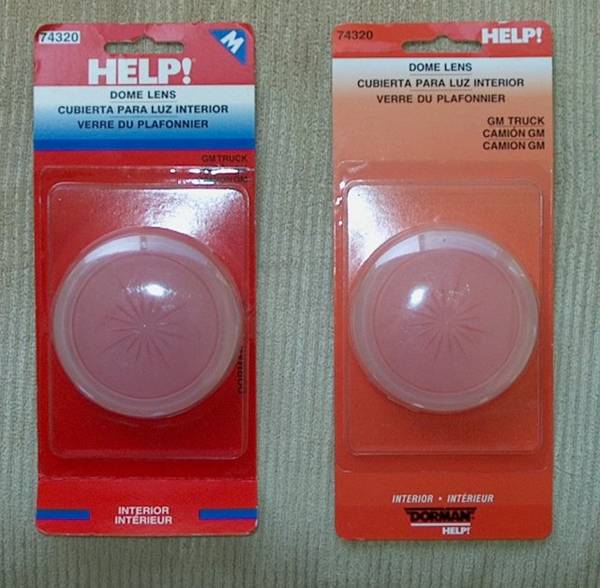 74320
M
HELP!
DOME LENS
CUBIERTA PARA LUZ INTERIOR
VERRE DU PLAFONNIER
GM TRUCK
DORMAN
INTERIOR
INTÉRIEUR
74320
HELP!
DOME LENS
CUBIERTA PARA LUZ INTERIOR
VERRE DU PLAFONNIER
GM TRUCK
CAMIÓN GM
CAMION GM
INTERIOR • INTÉRIEUR
DORMAN
HELP!